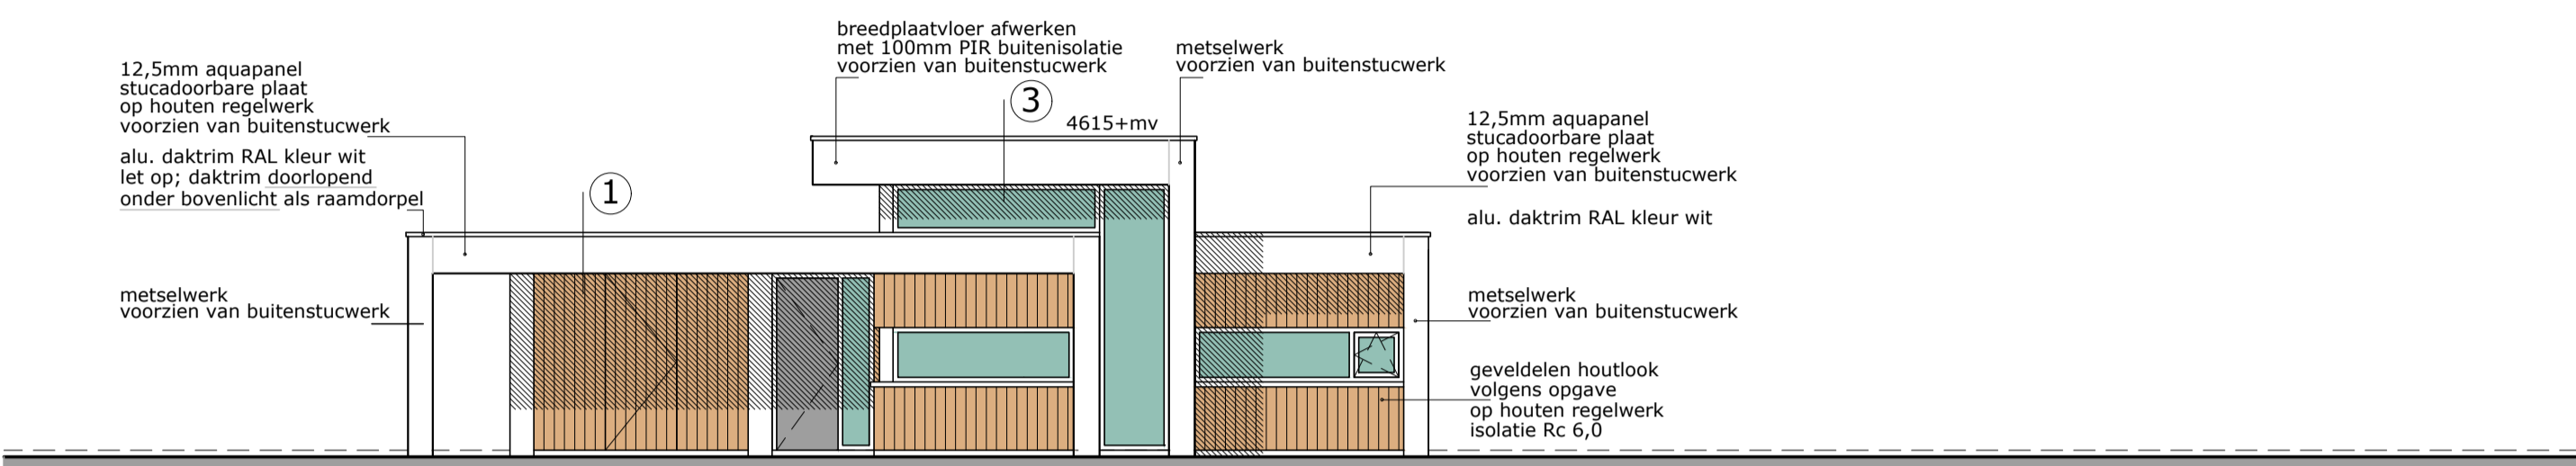 breedplaatvloer afwerken
met 100mm PIR buitenisolatie
voorzien van buitenstucwerk
metselwerk
voorzien van buitenstucwerk
12,5mm aquapanel
stucadoorbare plaat
op houten regelwerk
voorzien van buitenstucwerk
3
4615+mv
12,5mm aquapanel
stucadoorbare plaat
op houten regelwerk
voorzien van buitenstucwerk
alu. daktrim RAL kleur wit
let op; daktrim doorlopend
onder bovenlicht als raamdorpel
1
alu. daktrim RAL kleur wit
metselwerk
voorzien van buitenstucwerk
metselwerk
voorzien van buitenstucwerk
geveldelen houtlook
volgens opgave
op houten regelwerk
isolatie Rc 6,0